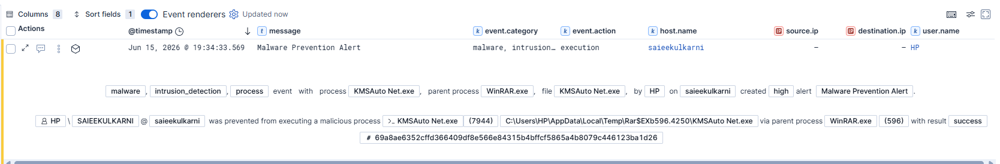 Columns 8 Sort fields 1 Event renderers Updated now
Actions @timestamp t message k event.category k event.action k host.name IP source.ip IP destination.ip k user.name
Jun 15, 2026 @ 19:34:33.569 Malware Prevention Alert malware, intrusion… execution saieekulkarni — — HP
malware , intrusion_detection , process event with process KMSAuto Net.exe , parent process WinRAR.exe , file KMSAuto Net.exe , by HP on saieekulkarni created high alert Malware Prevention Alert .
HP \ SAIEEKULKARNI @ saieekulkarni was prevented from executing a malicious process >_ KMSAuto Net.exe (7944) C:\Users\HP\AppData\Local\Temp\Rar$EXb596.4250\KMSAuto Net.exe via parent process WinRAR.exe (596) with result success
# 69a8ae6352cffd366409df8e566e84315b4bffcf5865a4b8079c446123ba1d26